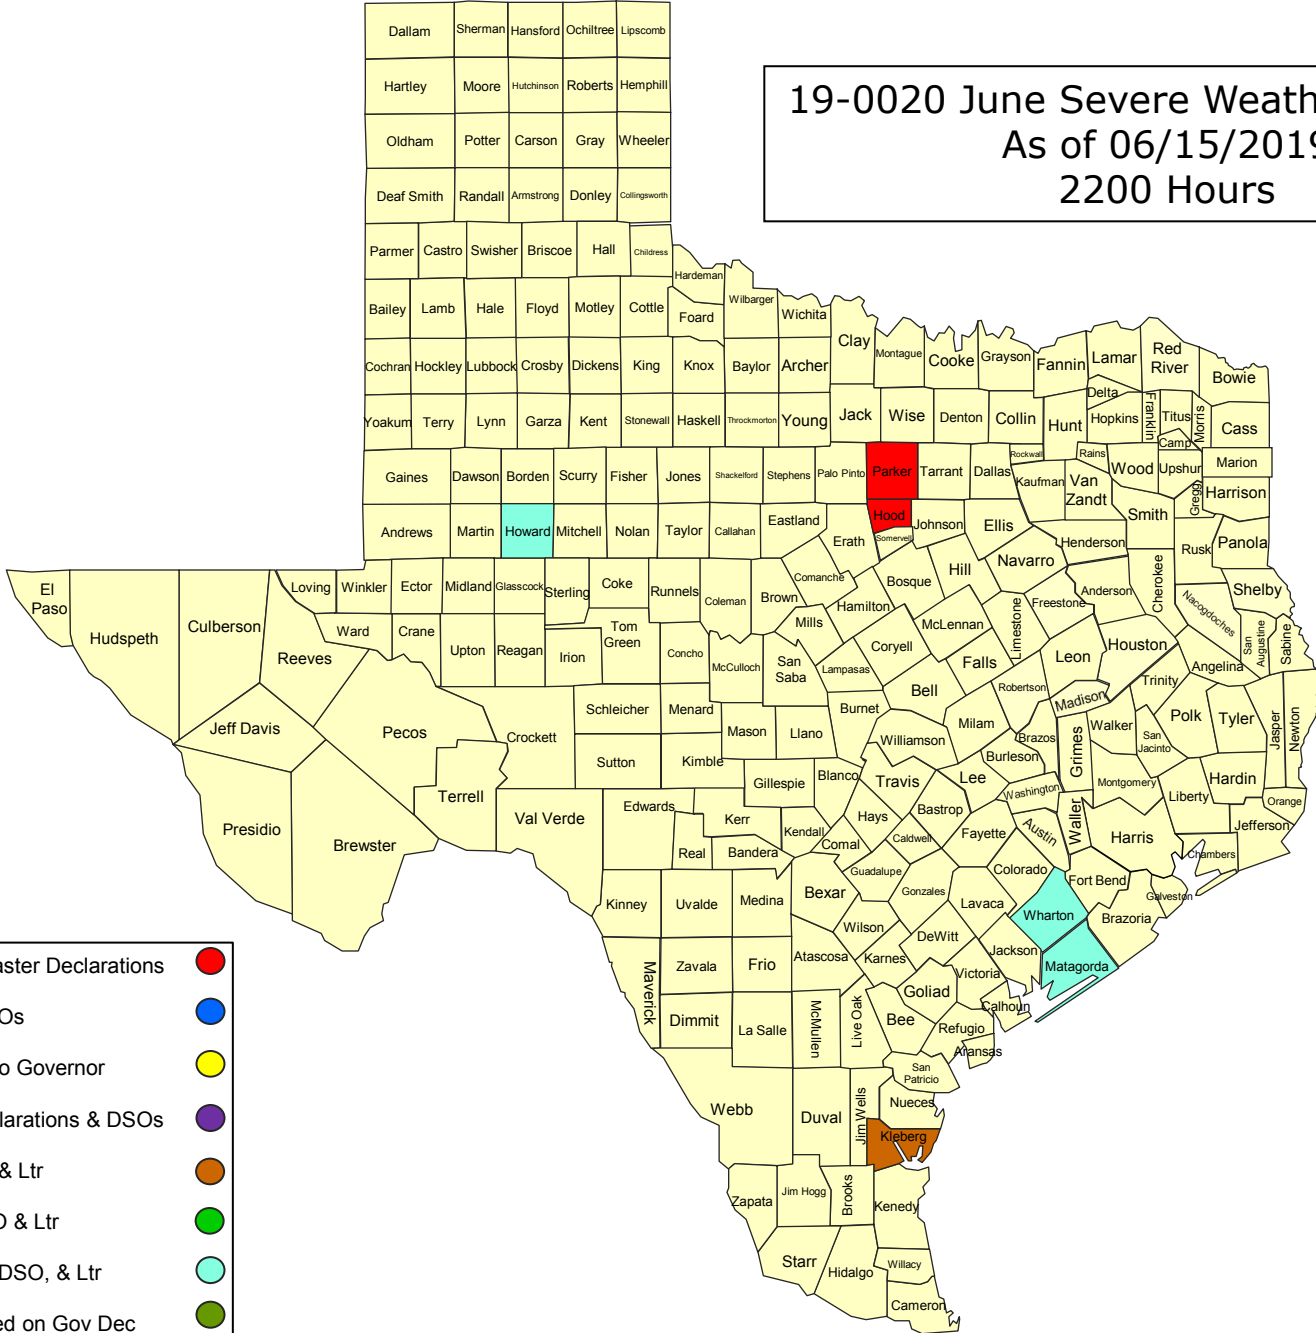 Dallam Sherman Hansford Ochiltree Lipscomb
Hartley Moore Hutchinson Roberts Hemphill
19-0020 June Severe Weath
As of 06/15/2019
2200 Hours
Oldham Potter Carson Gray Wheeler
Deaf Smith Randall Armstrong Donley Collingsworth
Parmer Castro Swisher Briscoe Hall Childress
Hardeman
Bailey Lamb Hale Floyd Motley Cottle Foard Wilbarger Wichita
Clay Montague Cooke Grayson Fannin Lamar Red River Bowie
Cochran Hockley Lubbock Crosby Dickens King Knox Baylor Archer
Delta
Yoakum Terry Lynn Garza Kent Stonewall Haskell Throckmorton Young Jack Wise Denton Collin Hunt Hopkins Franklin Titus Morris Cass
Camp
Gaines Dawson Borden Scurry Fisher Jones Shackelford Stephens Palo Pinto Parker Tarrant Dallas Rockwall Kaufman Rains Van Zandt Wood Upshur Marion
Gregg Harrison
Andrews Martin Howard Mitchell Nolan Taylor Callahan Eastland Erath Hood Somervell Johnson Ellis Henderson Smith Rusk Panola
El Paso Hudspeth Culberson Loving Winkler Ector Midland Glasscock Sterling Coke Runnels Coleman Brown Comanche Hamilton Bosque Hill Navarro Freestone Anderson Cherokee Nacogdoches Shelby
Reeves Ward Crane Upton Reagan Irion Tom Green Concho McCulloch San Saba Mills Lampasas Coryell McLennan Limestone Falls Leon Houston Angelina San Augustine Sabine
Jeff Davis Pecos Crockett Schleicher Menard Mason Llano Burnet Bell Milam Robertson Madison Trinity Walker Polk Tyler Jasper Newton
Terrell Sutton Kimble Gillespie Blanco Williamson Travis Lee Burleson Brazos Grimes San Jacinto Montgomery Liberty Hardin Orange
Presidio Brewster Val Verde Edwards Kerr Real Bandera Kendall Comal Hays Caldwell Bastrop Fayette Washington Austin Waller Harris Jefferson Chambers
Kinney Uvalde Medina Bexar Guadalupe Gonzales Lavaca Colorado Wharton Fort Bend Brazoria Galveston
Maverick Zavala Frio Atascosa Wilson Karnes DeWitt Jackson Victoria Matagorda
Dimmit La Salle McMullen Live Oak Bee Goliad Refugio Calhoun Aransas
San Patricio
Webb Duval Jim Wells Nueces Kleberg
Zapata Jim Hogg Brooks Kenedy
Starr Hidalgo Willacy
Cameron
aster Declarations
Os
o Governor
larations & DSOs
& Ltr
O & Ltr
DSO, & Ltr
ed on Gov Dec